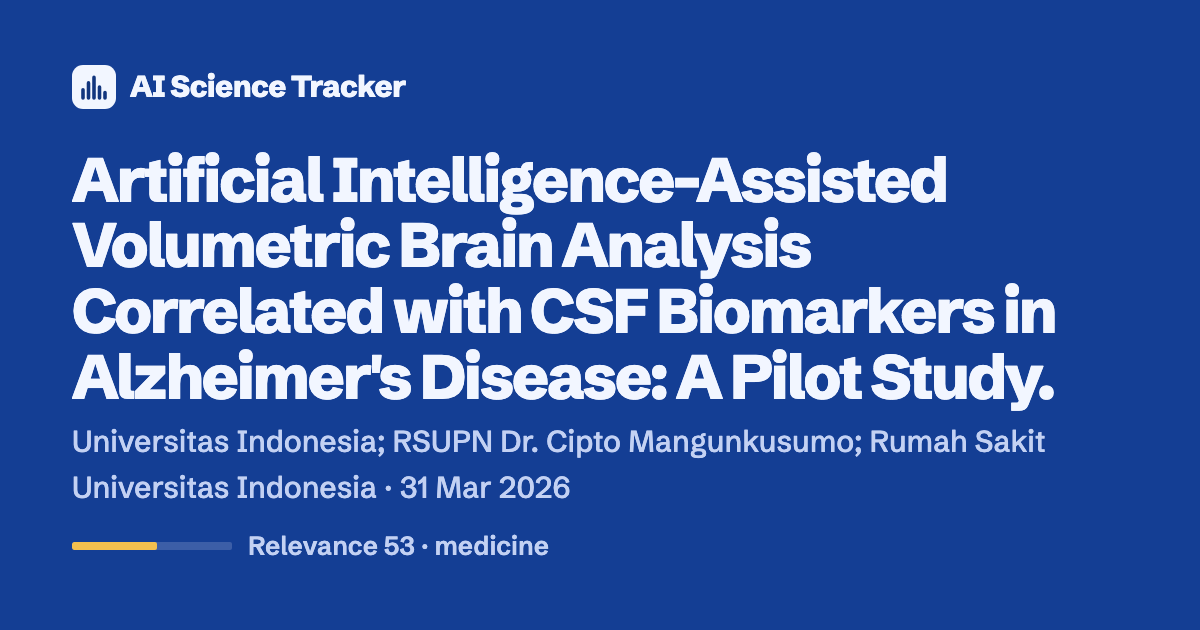 AI Science Tracker
Artificial Intelligence-Assisted
Volumetric Brain Analysis
Correlated with CSF Biomarkers in
Alzheimer's Disease: A Pilot Study.
Universitas Indonesia; RSUPN Dr. Cipto Mangunkusumo; Rumah Sakit
Universitas Indonesia · 31 Mar 2026
Relevance 53 · medicine